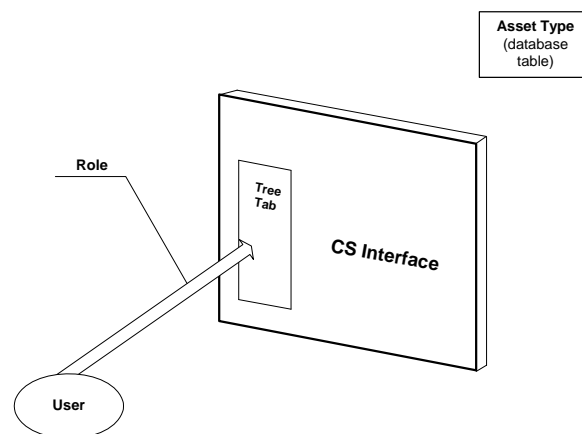 Asset Type
(database
table)
Role
Tree
Tab
CS Interface
User